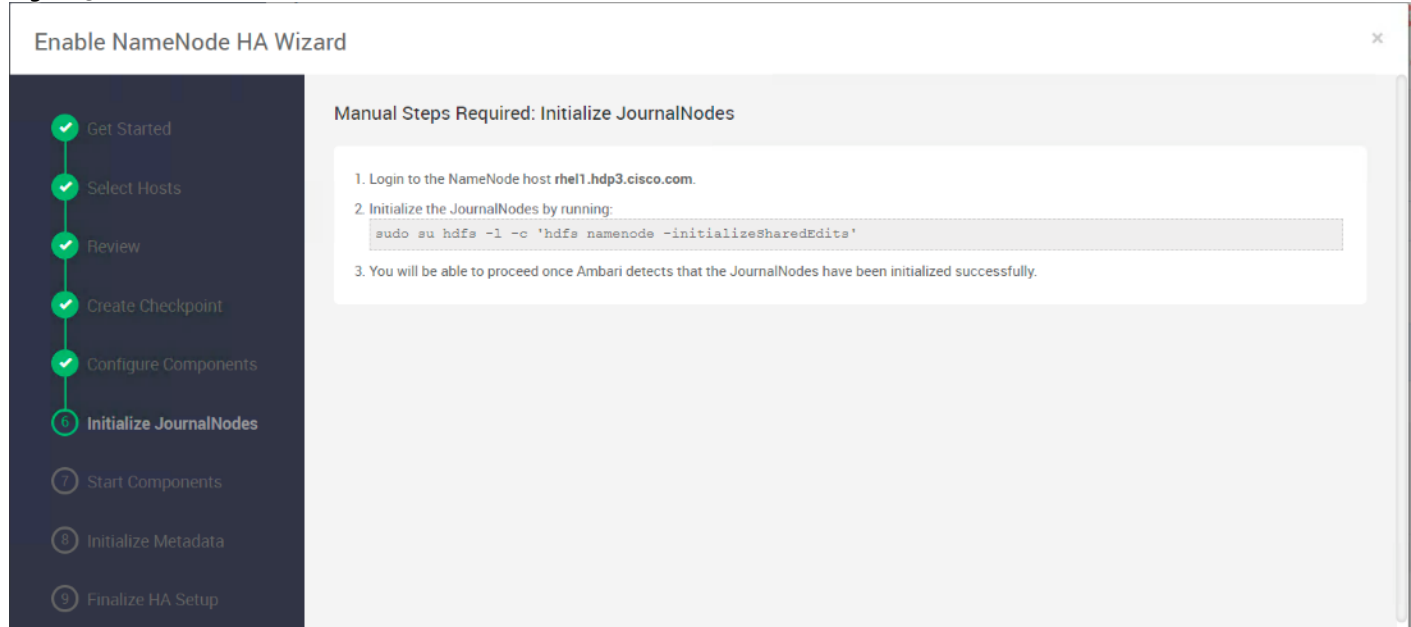 Enable NameNode HA Wizard
×
Get Started
Select Hosts
Review
Create Checkpoint
Configure Components
6 Initialize JournalNodes
7 Start Components
8 Initialize Metadata
9 Finalize HA Setup
Manual Steps Required: Initialize JournalNodes
1. Login to the NameNode host rhel1.hdp3.cisco.com.
2. Initialize the JournalNodes by running:
sudo su hdfs -l -c 'hdfs namenode -initializeSharedEdits'
3. You will be able to proceed once Ambari detects that the JournalNodes have been initialized successfully.